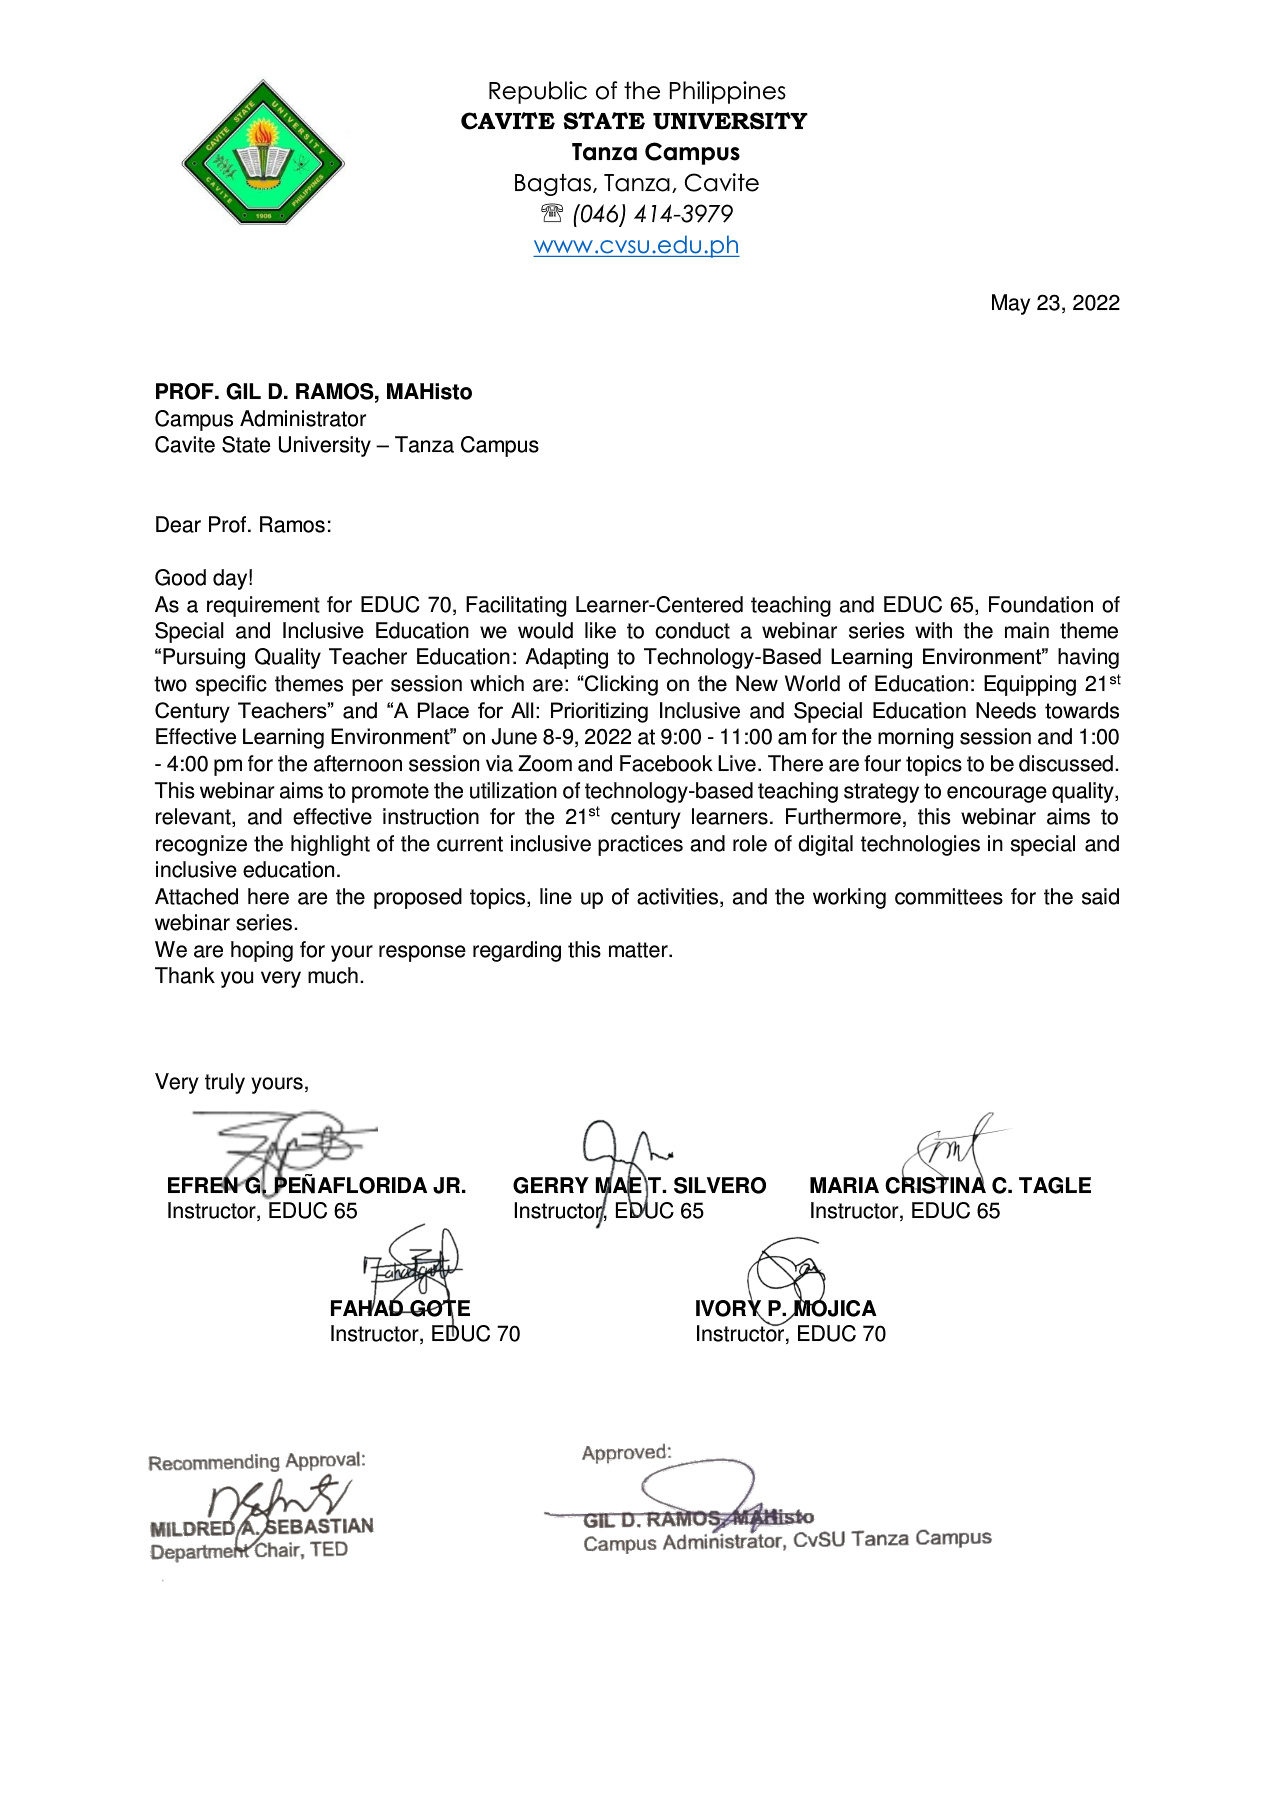 CAVITE STATE UNIVERSITY
CAVITE PHILIPPINES
1906
Republic of the Philippines
CAVITE STATE UNIVERSITY
Tanza Campus
Bagtas, Tanza, Cavite
☏ (046) 414-3979
www.cvsu.edu.ph
May 23, 2022
PROF. GIL D. RAMOS, MAHisto
Campus Administrator
Cavite State University – Tanza Campus
Dear Prof. Ramos:
Good day!
As a requirement for EDUC 70, Facilitating Learner-Centered teaching and EDUC 65, Foundation of
Special and Inclusive Education we would like to conduct a webinar series with the main theme
“Pursuing Quality Teacher Education: Adapting to Technology-Based Learning Environment” having
two specific themes per session which are: “Clicking on the New World of Education: Equipping 21st
Century Teachers” and “A Place for All: Prioritizing Inclusive and Special Education Needs towards
Effective Learning Environment” on June 8-9, 2022 at 9:00 - 11:00 am for the morning session and 1:00
- 4:00 pm for the afternoon session via Zoom and Facebook Live. There are four topics to be discussed.
This webinar aims to promote the utilization of technology-based teaching strategy to encourage quality,
relevant, and effective instruction for the 21st century learners. Furthermore, this webinar aims to
recognize the highlight of the current inclusive practices and role of digital technologies in special and
inclusive education.
Attached here are the proposed topics, line up of activities, and the working committees for the said
webinar series.
We are hoping for your response regarding this matter.
Thank you very much.
Very truly yours,
EFREN G. PEÑAFLORIDA JR. GERRY MAE T. SILVERO MARIA CRISTINA C. TAGLE
Instructor, EDUC 65 Instructor, EDUC 65 Instructor, EDUC 65
FAHAD GOTE IVORY P. MOJICA
Instructor, EDUC 70 Instructor, EDUC 70
Recommending Approval: Approved:
MILDRED A. SEBASTIAN GIL D. RAMOS, MAHisto
Department Chair, TED Campus Administrator, CvSU Tanza Campus